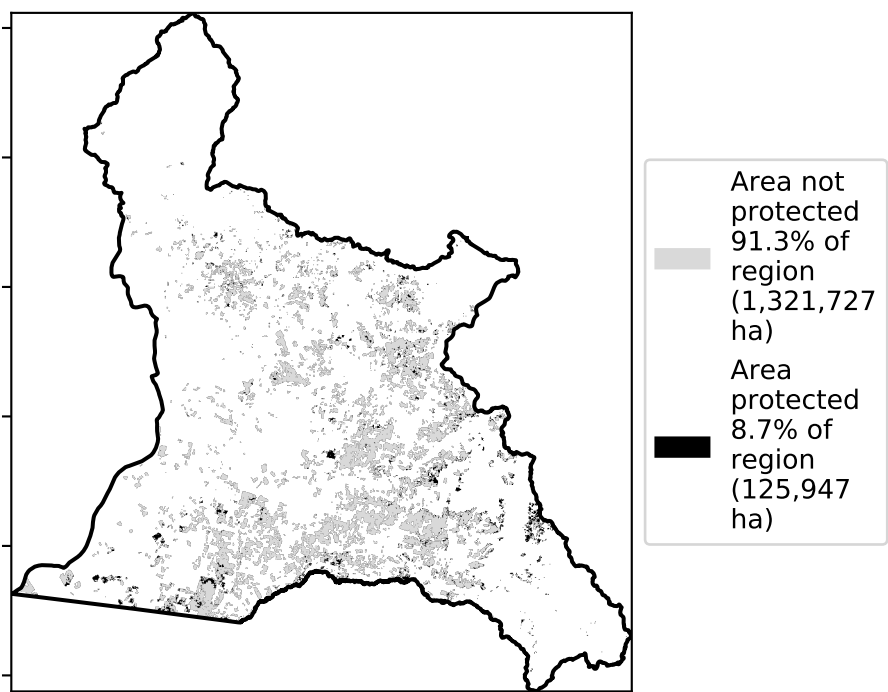 Area not
protected
91.3% of
region
(1,321,727
ha)
Area
protected
8.7% of
region
(125,947
ha)